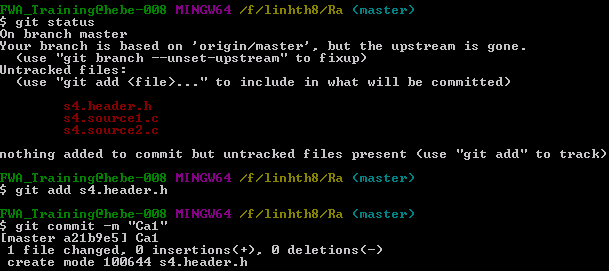 FWA_Training@hebe-008 MINGW64 /f/linhth8/Ra (master)
$ git status
On branch master
Your branch is based on 'origin/master', but the upstream is gone.
  (use "git branch --unset-upstream" to fixup)
Untracked files:
  (use "git add <file>..." to include in what will be committed)
        s4.header.h
        s4.source1.c
        s4.source2.c
nothing added to commit but untracked files present (use "git add" to track)
FWA_Training@hebe-008 MINGW64 /f/linhth8/Ra (master)
$ git add s4.header.h
FWA_Training@hebe-008 MINGW64 /f/linhth8/Ra (master)
$ git commit -m "Ca1"
[master a21b9e5] Ca1
 1 file changed, 0 insertions(+), 0 deletions(-)
 create mode 100644 s4.header.h